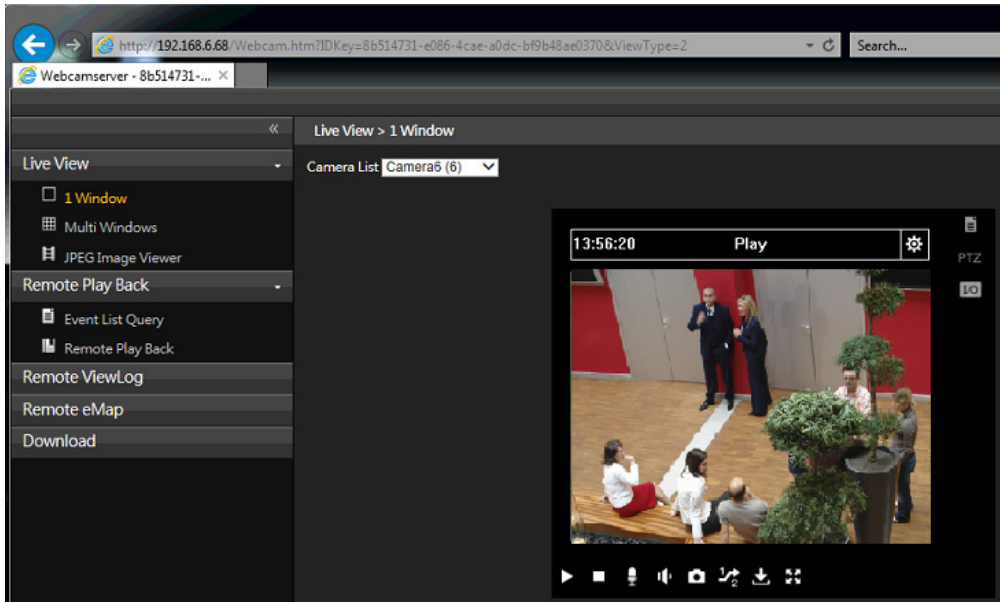 http://192.168.6.68/Webcam.htm?IDKey=8b514731-e086-4cae-a0dc-bf9b48ae0370&ViewType=2
Search...
Webcamserver - 8b514731-...
Live View > 1 Window
Live View
Camera List Camera6 (6)
1 Window
Multi Windows
JPEG Image Viewer
Remote Play Back
Event List Query
Remote Play Back
Remote ViewLog
Remote eMap
Download
13:56:20 Play
PTZ
I/O
1/2